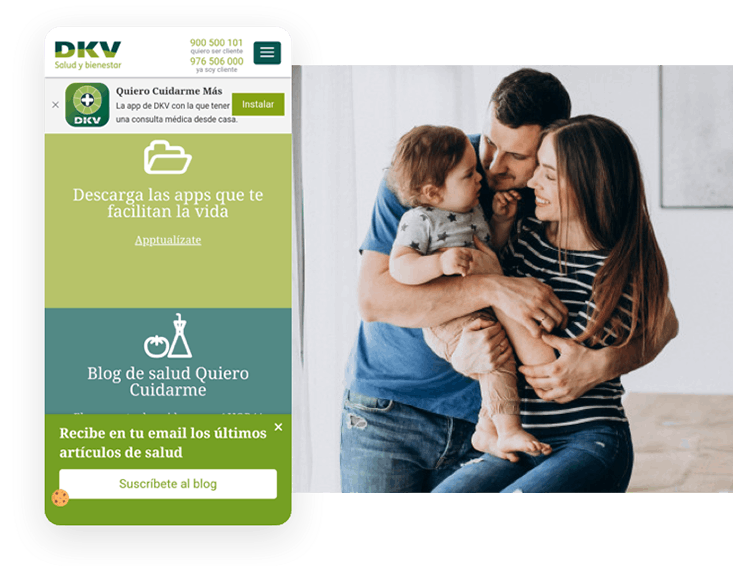 DKV
Salud y bienestar
900 500 101
quiero ser cliente
976 506 000
ya soy cliente
Quiero Cuidarme Más
La app de DKV con la que tener
una consulta médica desde casa.
Instalar
DKV
Descarga las apps que te
facilitan la vida
Apptualízate
Blog de salud Quiero
Cuidarme
Recibe en tu email los últimos
artículos de salud
Suscríbete al blog